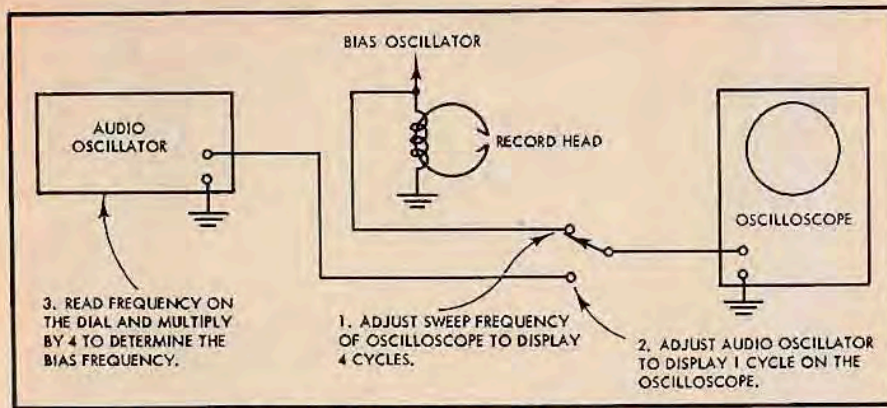 BIAS OSCILLATOR
AUDIO
OSCILLATOR
RECORD HEAD
OSCILLOSCOPE
3. READ FREQUENCY ON
THE DIAL AND MULTIPLY
BY 4 TO DETERMINE THE
BIAS FREQUENCY.
1. ADJUST SWEEP FREQUENCY
OF OSCILLOSCOPE TO DISPLAY
4 CYCLES.
2. ADJUST AUDIO OSCILLATOR
TO DISPLAY 1 CYCLE ON THE
OSCILLOSCOPE.